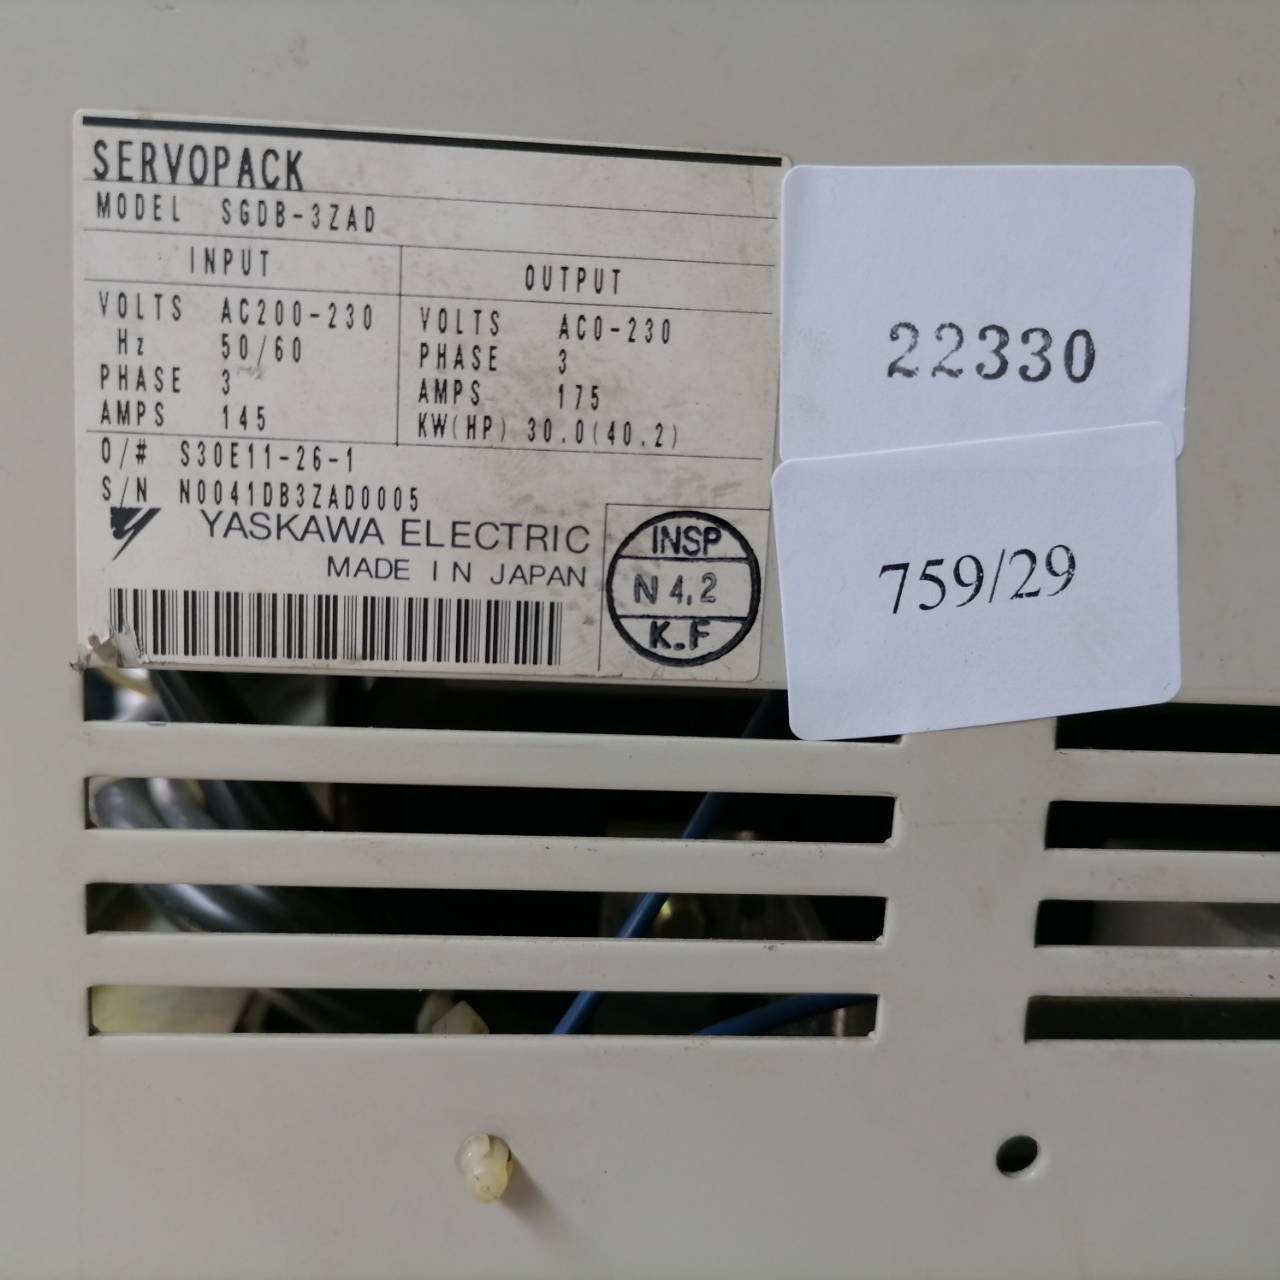 SERVOPACK
MODEL SGDB-3ZAD
INPUT
VOLTS AC200-230
Hz 50/60
PHASE 3
AMPS 145
OUTPUT
VOLTS AC0-230
PHASE 3
AMPS 175
KW(HP) 30.0(40.2)
O/# S30E11-26-1
S/N N0041DB3ZAD0005
YASKAWA ELECTRIC
MADE IN JAPAN
INSP
N 4,2
K.F
22330
759/29